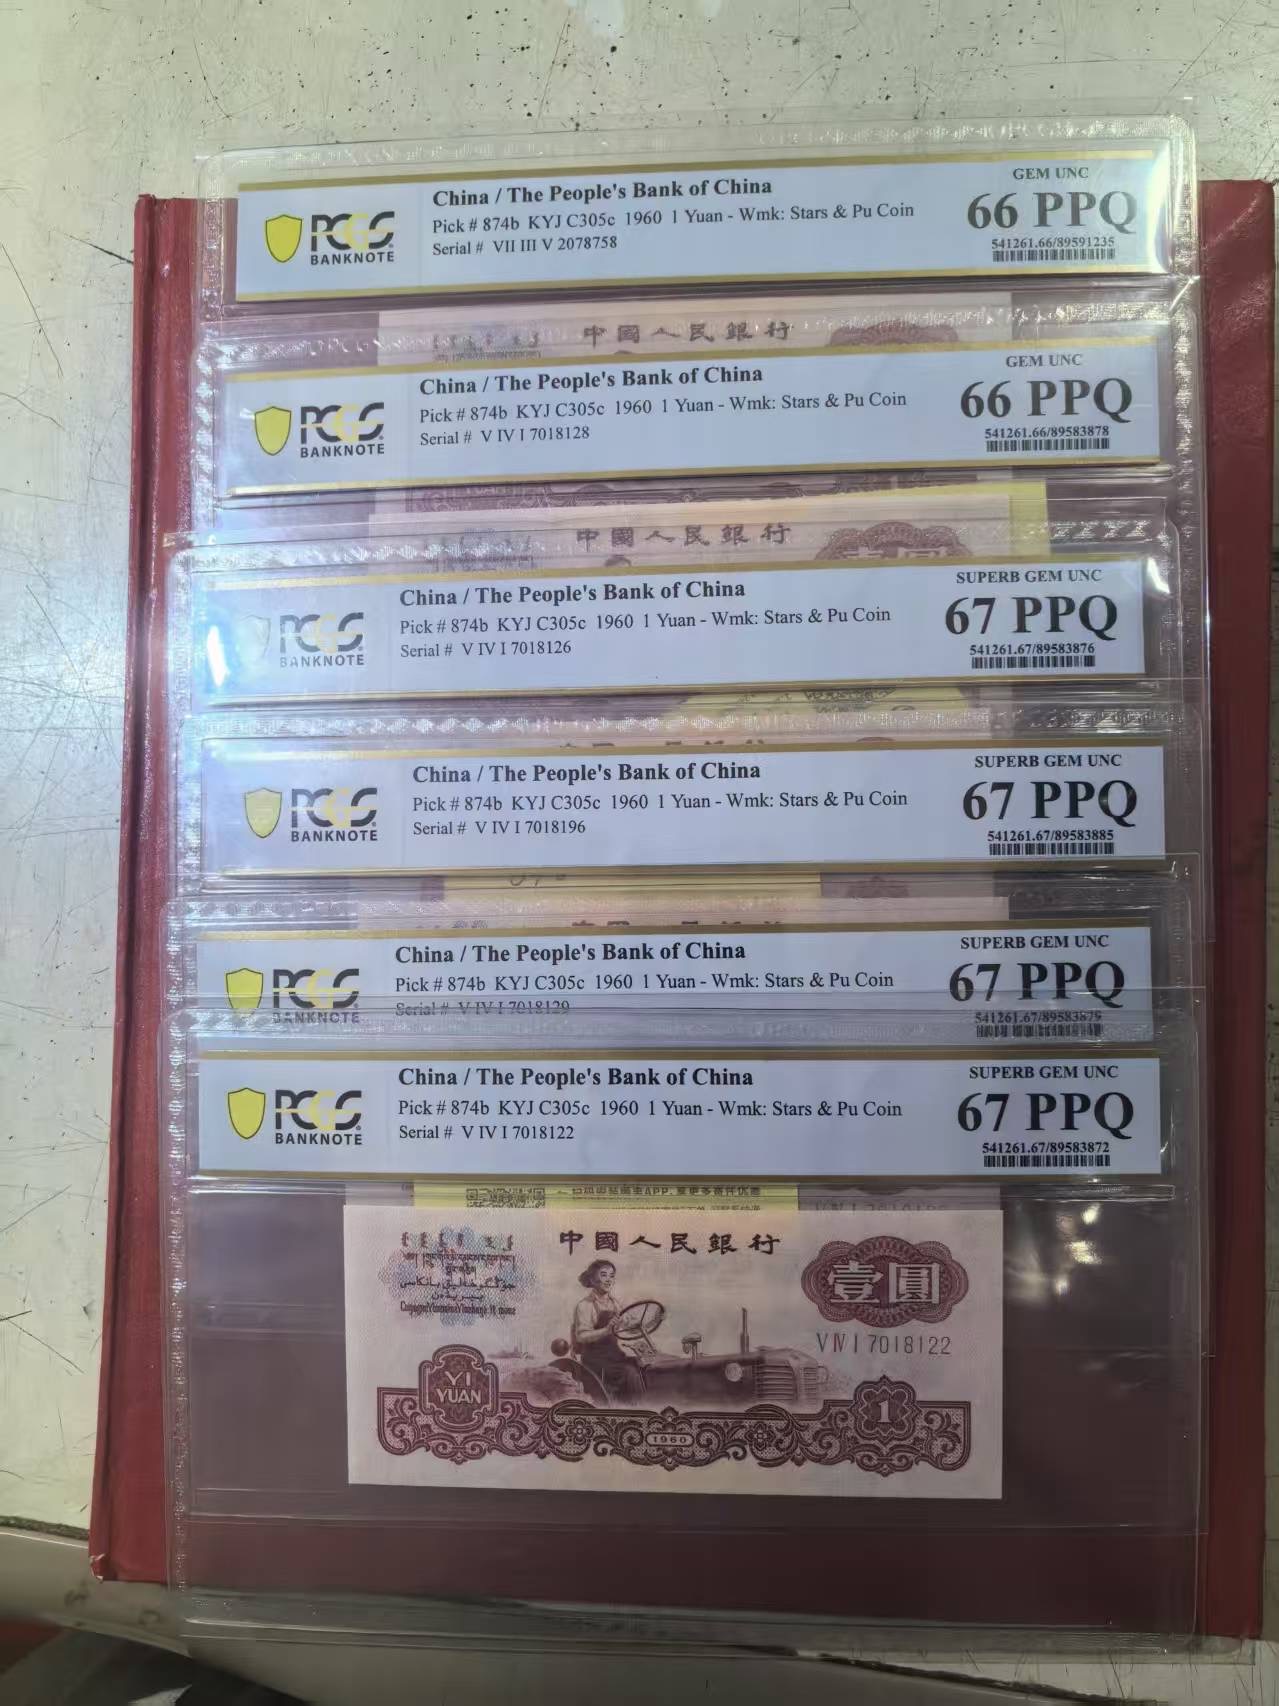 PCGS
BANKNOTE
China / The People's Bank of China
Pick # 874b KYJ C305c 1960 1 Yuan - Wmk: Stars & Pu Coin
Serial # VII III V 2078758
GEM UNC
66 PPQ
541261.66/89591235
中國人民銀行
PCGS
BANKNOTE
China / The People's Bank of China
Pick # 874b KYJ C305c 1960 1 Yuan - Wmk: Stars & Pu Coin
Serial # V IV I 7018128
GEM UNC
66 PPQ
541261.66/89583878
中國人民銀行
壹圓
PCGS
BANKNOTE
China / The People's Bank of China
Pick # 874b KYJ C305c 1960 1 Yuan - Wmk: Stars & Pu Coin
Serial # V IV I 7018126
SUPERB GEM UNC
67 PPQ
541261.67/89583876
PCGS
BANKNOTE
China / The People's Bank of China
Pick # 874b KYJ C305c 1960 1 Yuan - Wmk: Stars & Pu Coin
Serial # V IV I 7018196
SUPERB GEM UNC
67 PPQ
541261.67/89583885
PCGS
BANKNOTE
China / The People's Bank of China
Pick # 874b KYJ C305c 1960 1 Yuan - Wmk: Stars & Pu Coin
Serial # V IV I 7018129
SUPERB GEM UNC
67 PPQ
541261.67/89583879
PCGS
BANKNOTE
China / The People's Bank of China
Pick # 874b KYJ C305c 1960 1 Yuan - Wmk: Stars & Pu Coin
Serial # V IV I 7018122
SUPERB GEM UNC
67 PPQ
541261.67/89583872
中國人民銀行
壹圓
V IV I 7018122
YI
YUAN
1
1960